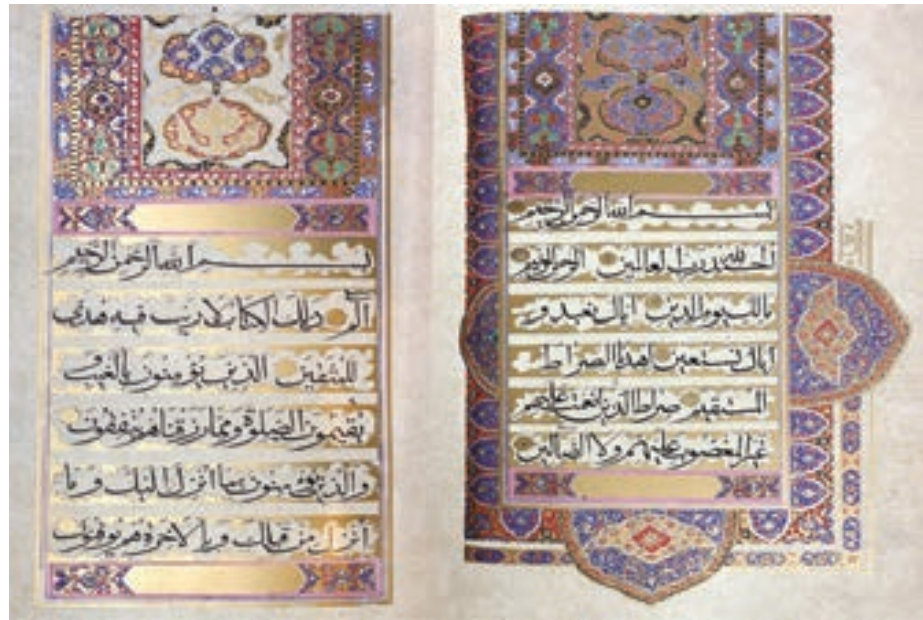 بسم الله الرحمن الرحيم
الحمد لله رب العالمين الرحمن الرحيم
مالك يوم الدين اياك نعبد و
اياك نستعين اهدنا الصراط
المستقيم صراط الذين انعمت عليهم
غير المغضوب عليهم ولا الضالين
بسم الله الرحمن الرحيم
الم ذلك الكتاب لا ريب فيه هدى
للمتقين الذين يؤمنون بالغيب و
يقيمون الصلوة ومما رزقناهم ينفقون
والذين يؤمنون بما انزل اليك وما
انزل من قبلك وبالاخرة هم يوقنون